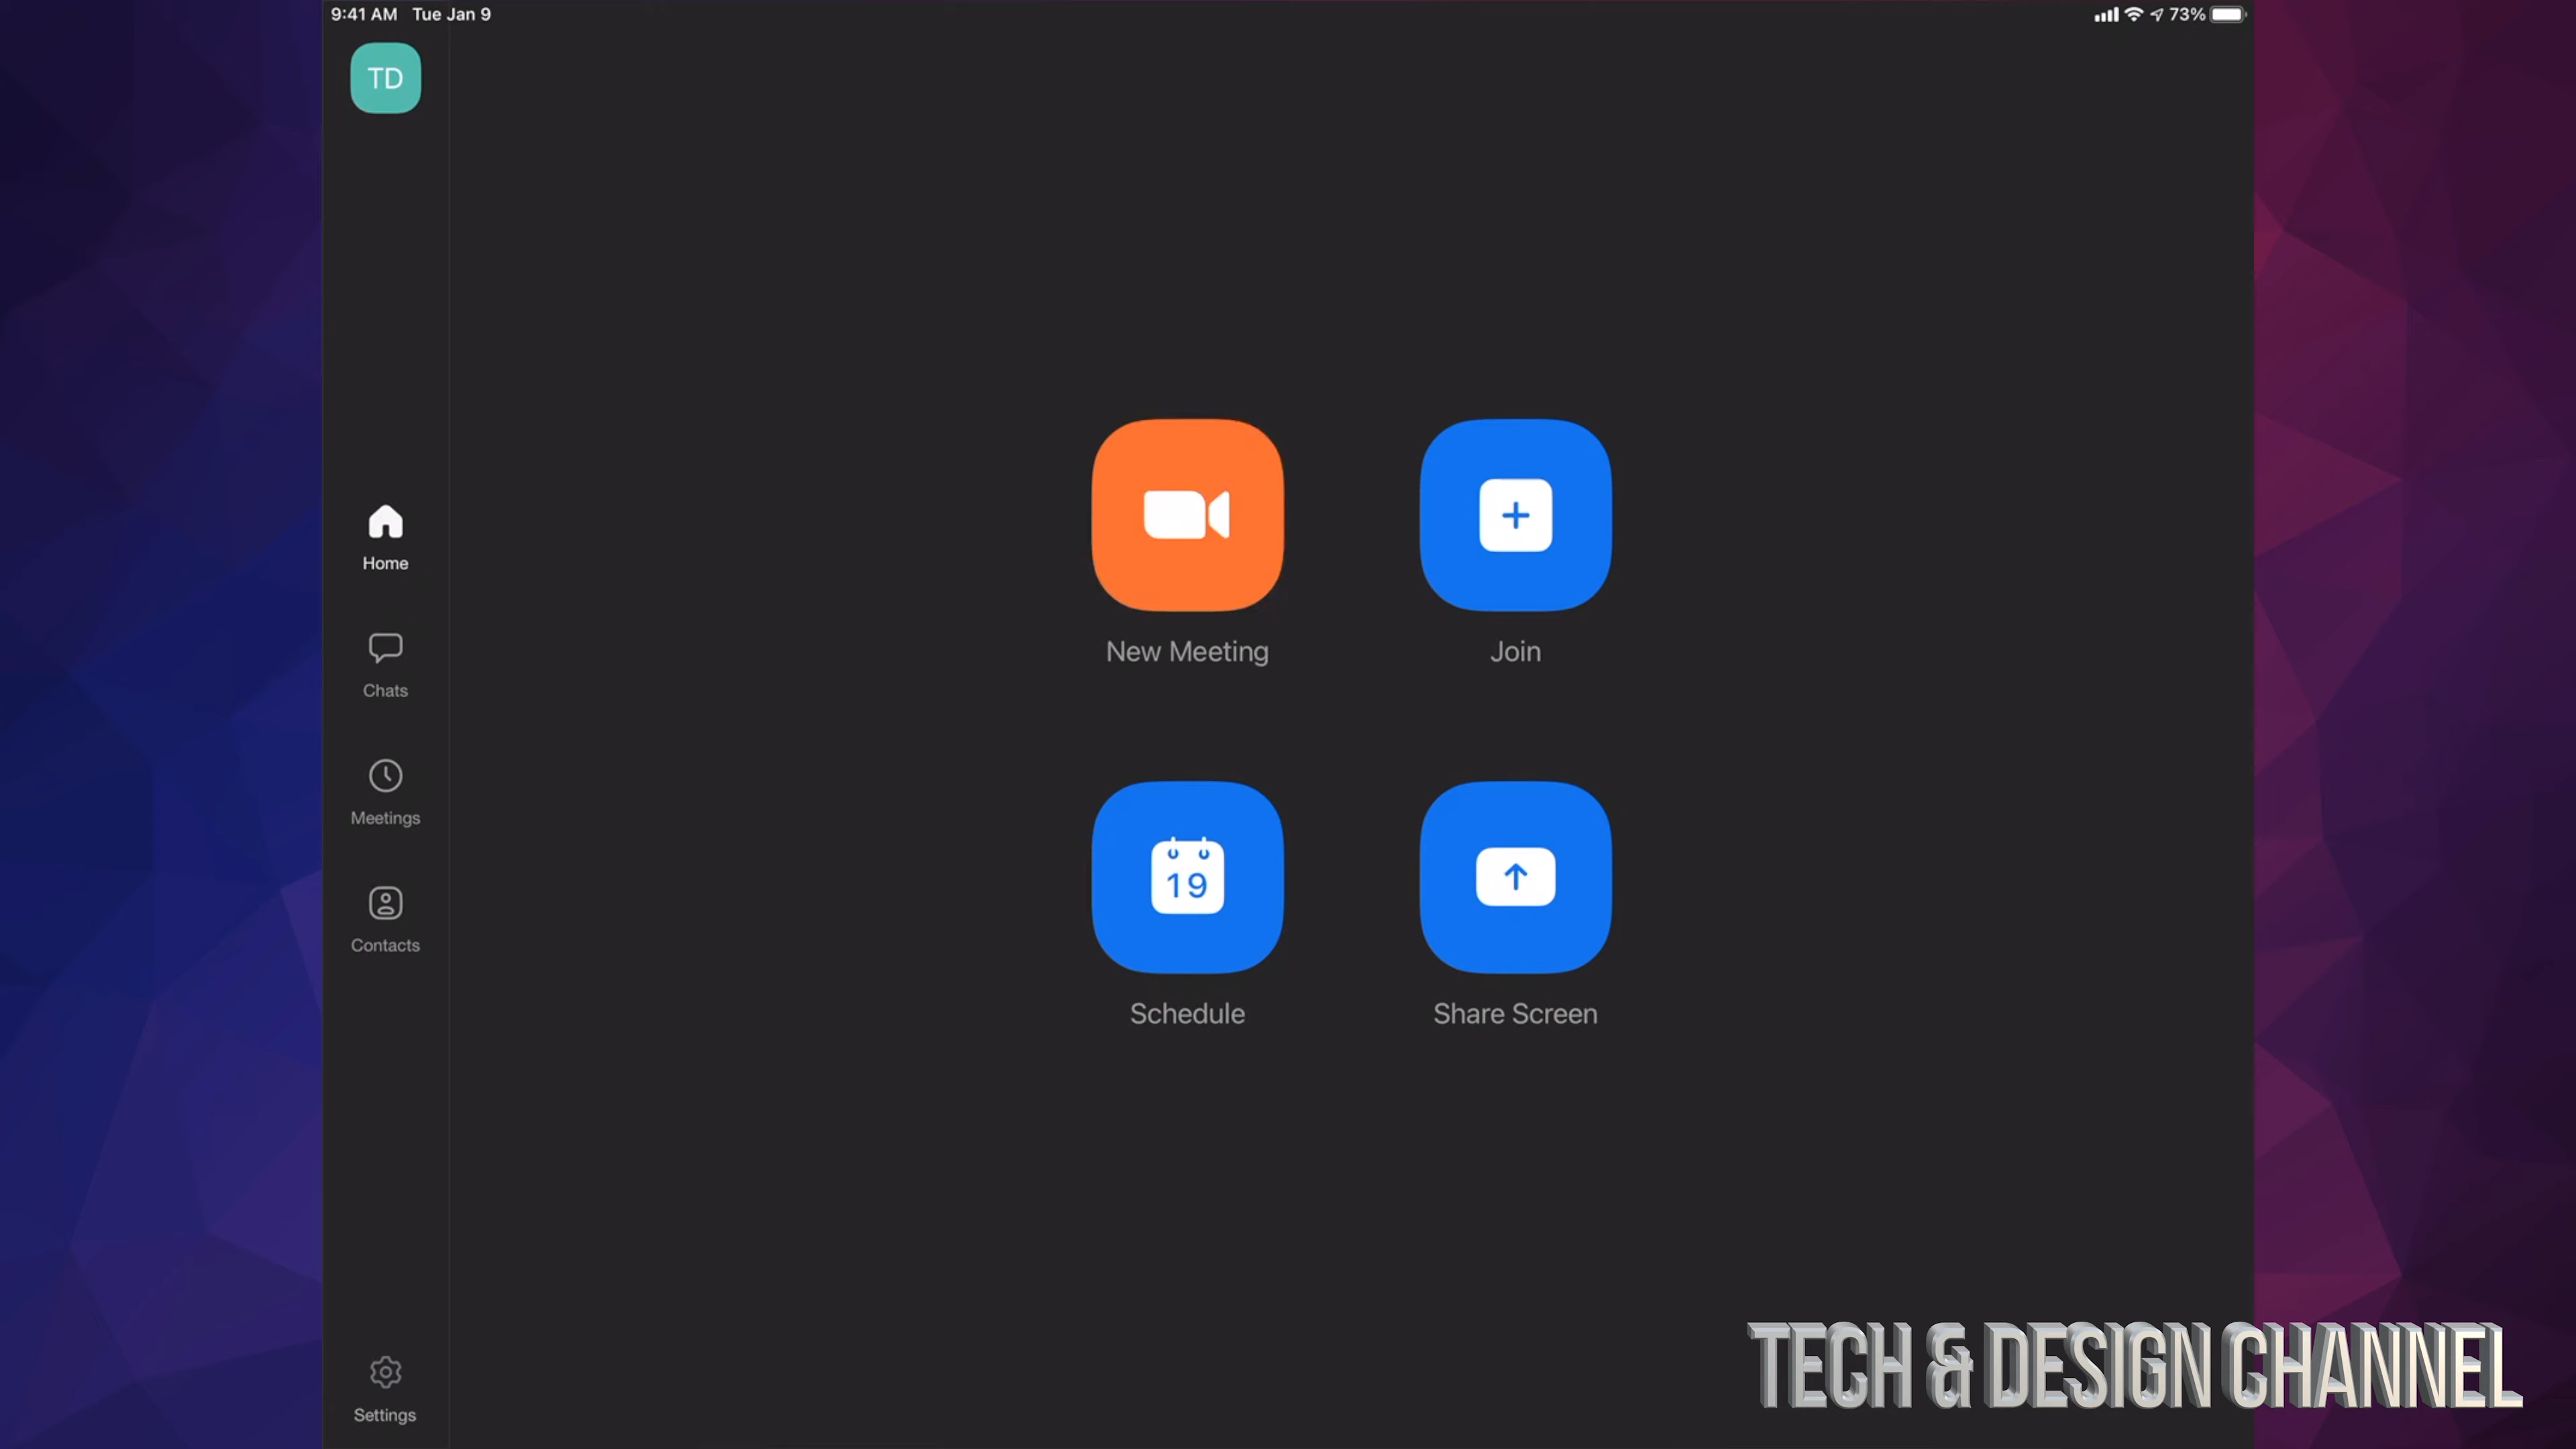 9:41 AM Tue Jan 9
73%
TD
Home
Chats
Meetings
Contacts
Settings
New Meeting
Join
19
Schedule
Share Screen
TECH & DESIGN CHANNEL